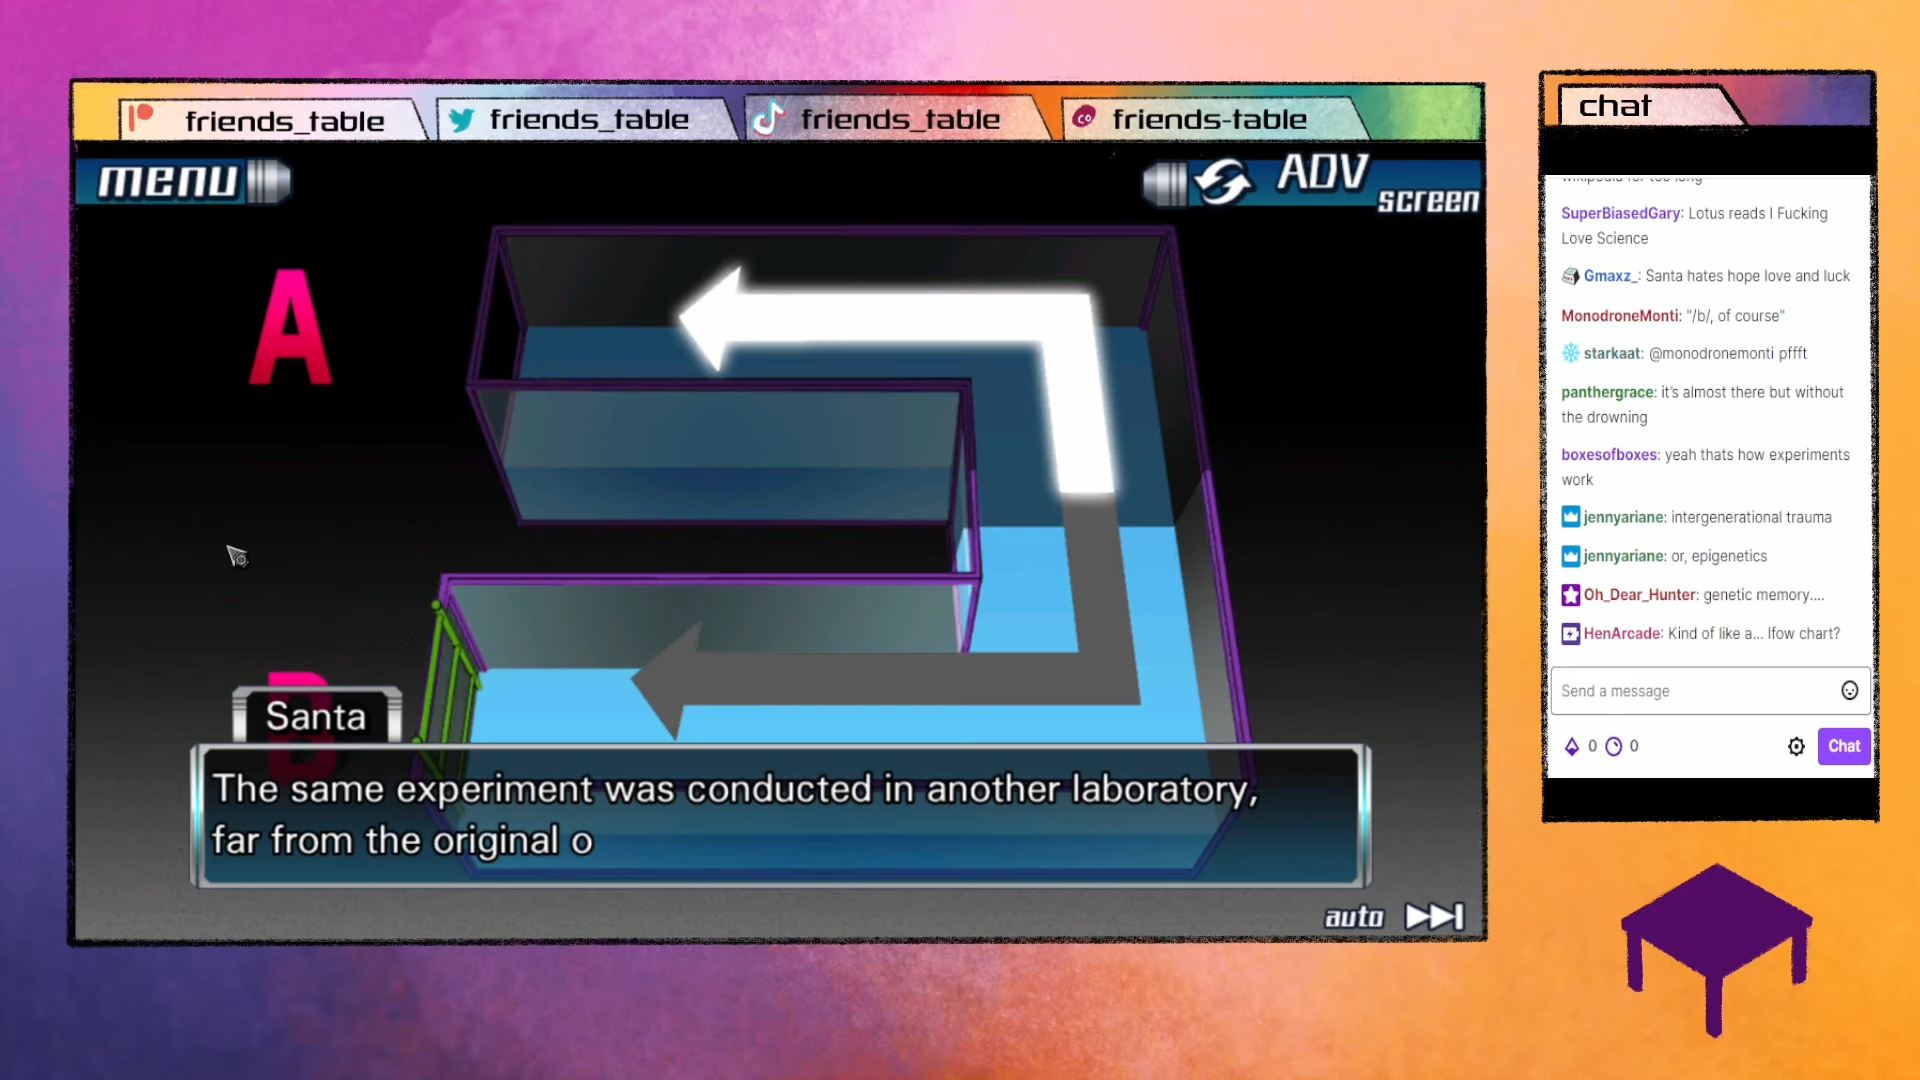 friends_table
friends_table
friends_table
friends-table
menu
ADV
screen
A
B
Santa
The same experiment was conducted in another laboratory,
far from the original o
auto
chat
SuperBiasedGary: Lotus reads I Fucking
Love Science
Gmaxz_: Santa hates hope love and luck
MonodroneMonti: "/b/, of course"
starkaat: @monodronemonti pffft
panthergrace: it's almost there but without
the drowning
boxesofboxes: yeah thats how experiments
work
jennyariane: intergenerational trauma
jennyariane: or, epigenetics
Oh_Dear_Hunter: genetic memory....
HenArcade: Kind of like a... lfow chart?
Send a message
0
0
Chat